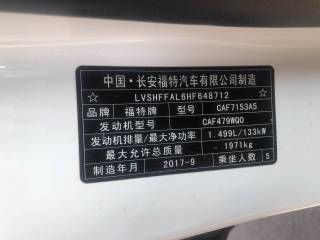 中国·长安福特汽车有限公司制造
☆ LVSHFFAL6HF648712 ☆
品牌 福特牌 型号 CAF7153A5
发动机型号 CAF479WQ0
发动机排量/最大净功率 1.499L/133kW
最大允许总质量 1971kg
制造年月 2017-9 乘坐人数 5